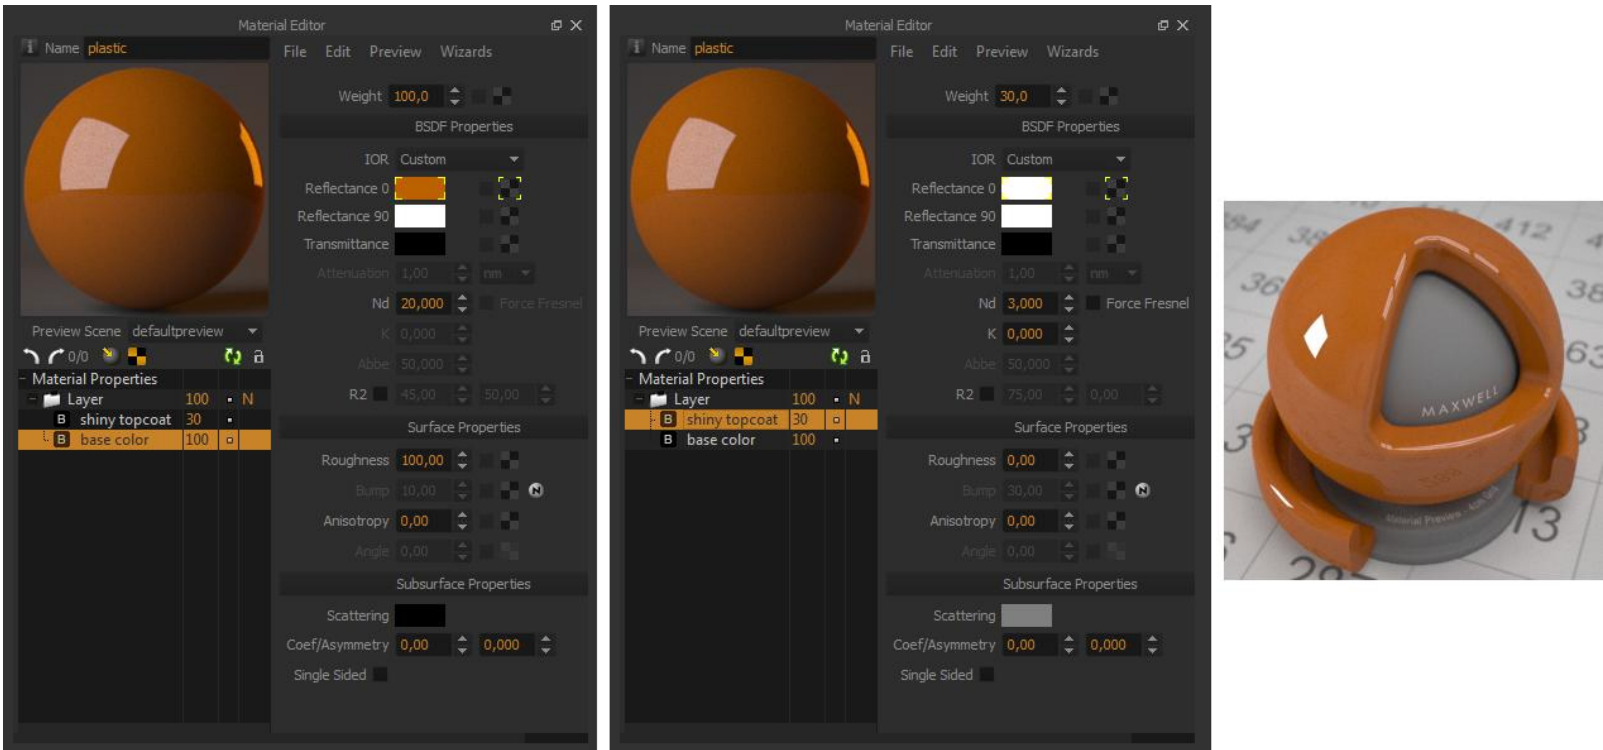 Material Editor
Name plastic
File Edit Preview Wizards
Weight 100,0
BSDF Properties
IOR Custom
Reflectance 0
Reflectance 90
Transmittance
Attenuation 1,00 nm
Nd 20,000 Force Fresnel
K 0,000
Abbe 50,000
R2 45,00 50,00
Surface Properties
Roughness 100,00
Bump 10,00 N
Anisotropy 0,00
Angle 0,00
Subsurface Properties
Scattering
Coef/Asymmetry 0,00 0,000
Single Sided
Preview Scene defaultpreview
0/0
Material Properties
Layer 100 N
B shiny topcoat 30
B base color 100
Material Editor
Name plastic
File Edit Preview Wizards
Weight 30,0
BSDF Properties
IOR Custom
Reflectance 0
Reflectance 90
Transmittance
Attenuation 1,00 nm
Nd 3,000 Force Fresnel
K 0,000
Abbe 50,000
R2 75,00 0,00
Surface Properties
Roughness 0,00
Bump 30,00 N
Anisotropy 0,00
Angle 0,00
Subsurface Properties
Scattering
Coef/Asymmetry 0,00 0,000
Single Sided
Preview Scene defaultpreview
0/0
Material Properties
Layer 100 N
B shiny topcoat 30
B base color 100
412
36
38
63
MAXWELL
13